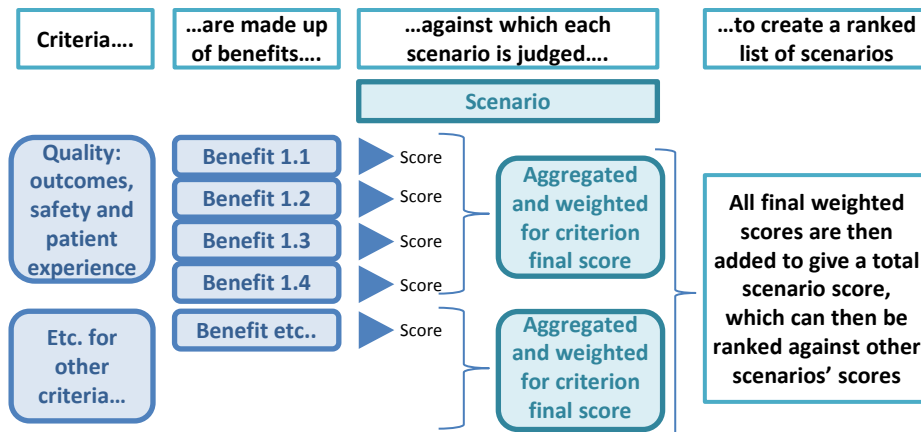 Criteria….
…are made up
of benefits….
…against which each
scenario is judged….
…to create a ranked
list of scenarios
Scenario
Quality:
outcomes,
safety and
patient
experience
Benefit 1.1
Score
Benefit 1.2
Score
Benefit 1.3
Score
Benefit 1.4
Score
Aggregated
and weighted
for criterion
final score
Etc. for
other
criteria…
Benefit etc..
Score
Aggregated
and weighted
for criterion
final score
All final weighted
scores are then
added to give a total
scenario score,
which can then be
ranked against other
scenarios’ scores